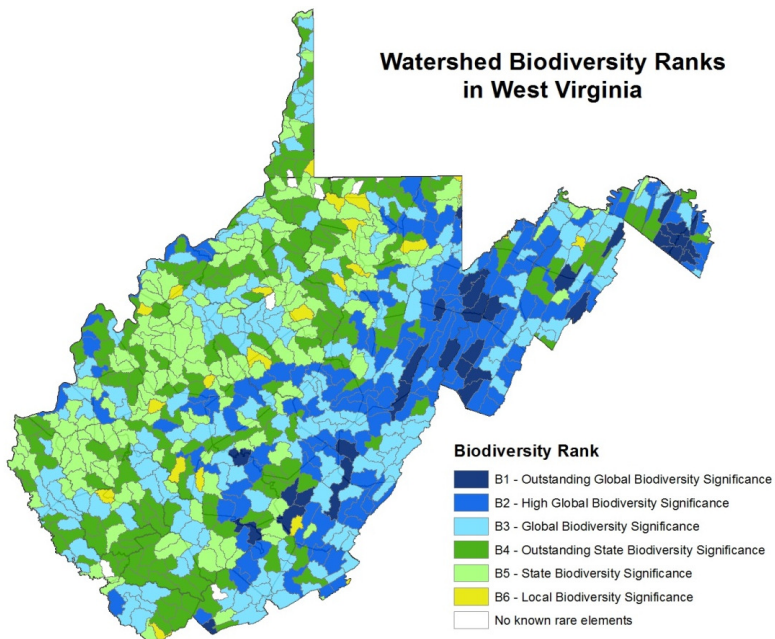 Watershed Biodiversity Ranks
in West Virginia
Biodiversity Rank
B1 - Outstanding Global Biodiversity Significance
B2 - High Global Biodiversity Significance
B3 - Global Biodiversity Significance
B4 - Outstanding State Biodiversity Significance
B5 - State Biodiversity Significance
B6 - Local Biodiversity Significance
No known rare elements